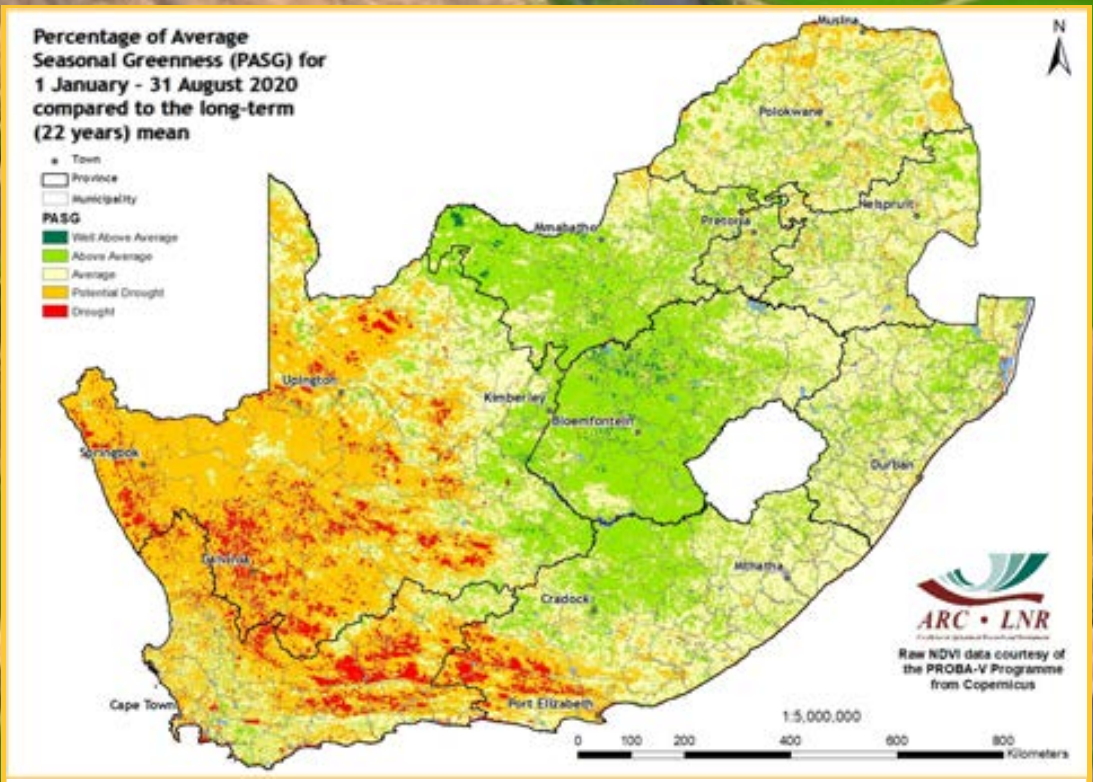 Percentage of Average
Seasonal Greenness (PASG) for
1 January - 31 August 2020
compared to the long-term
(22 years) mean
Town
Province
Municipality
PASG
Well Above Average
Above Average
Average
Potential Drought
Drought
N
Musina
Polokwane
Nelspruit
Pretoria
Mmabatho
Upington
Kimberley
Bloemfontein
Springbok
Durban
Mthatha
Cradock
Cape Town
Port Elizabeth
ARC • LNR
Raw NDVI data courtesy of
the PROBA-V Programme
from Copernicus
1:5,000,000
0 100 200 400 600 800
Kilometers